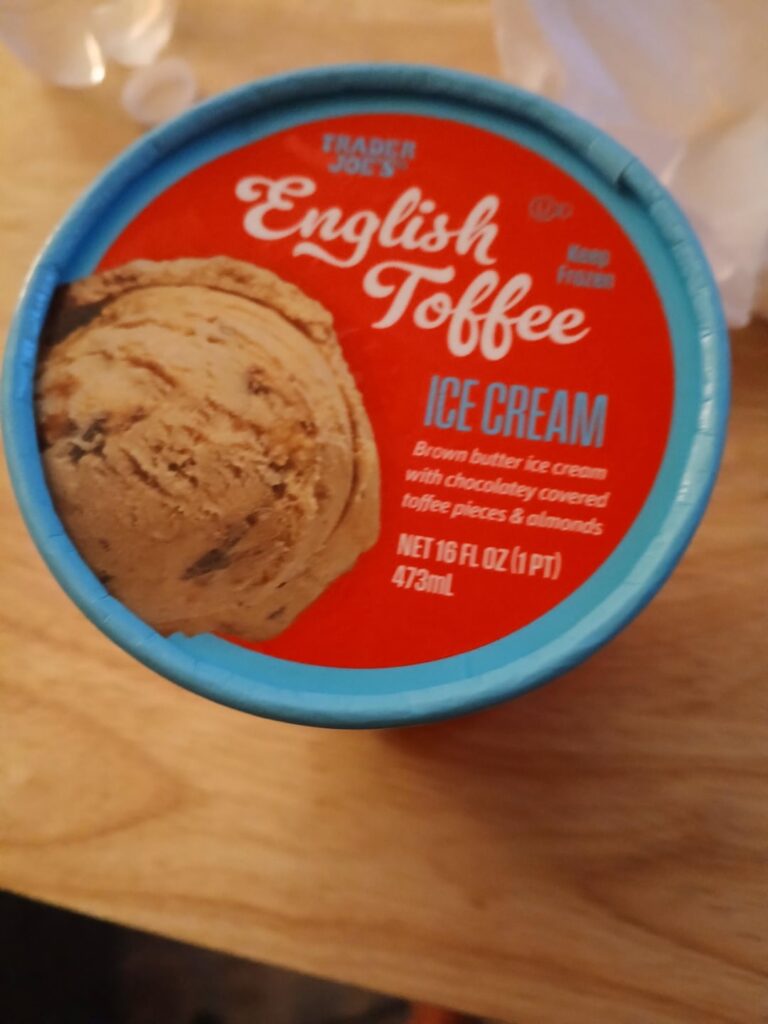 TRADER
JOE'S
English
Toffee
Keep
Frozen
ICE CREAM
Brown butter ice cream
with chocolatey covered
toffee pieces & almonds
NET 16 FL OZ (1 PT)
473mL